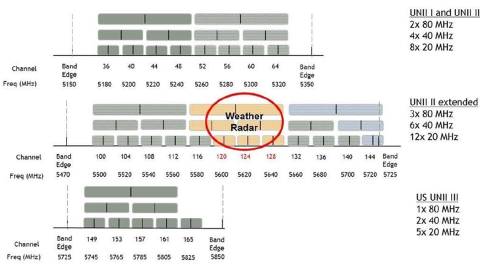 UNII I and UNII II
2x 80 MHz
4x 40 MHz
8x 20 MHz
Channel Band Edge 36 40 44 48 52 56 60 64 Band Edge
Freq (MHz) 5150 5180 5200 5220 5240 5260 5280 5300 5320 5350
UNII II extended
3x 80 MHz
6x 40 MHz
12x 20 MHz
Weather
Radar
Channel Band Edge 100 104 108 112 116 120 124 128 132 136 140 144 Band Edge
Freq (MHz) 5470 5500 5520 5540 5560 5580 5600 5620 5640 5660 5680 5700 5720 5725
US UNII III
1x 80 MHz
2x 40 MHz
5x 20 MHz
Channel Band Edge 149 153 157 161 165 Band Edge
Freq (MHz) 5725 5745 5765 5785 5805 5825 5850